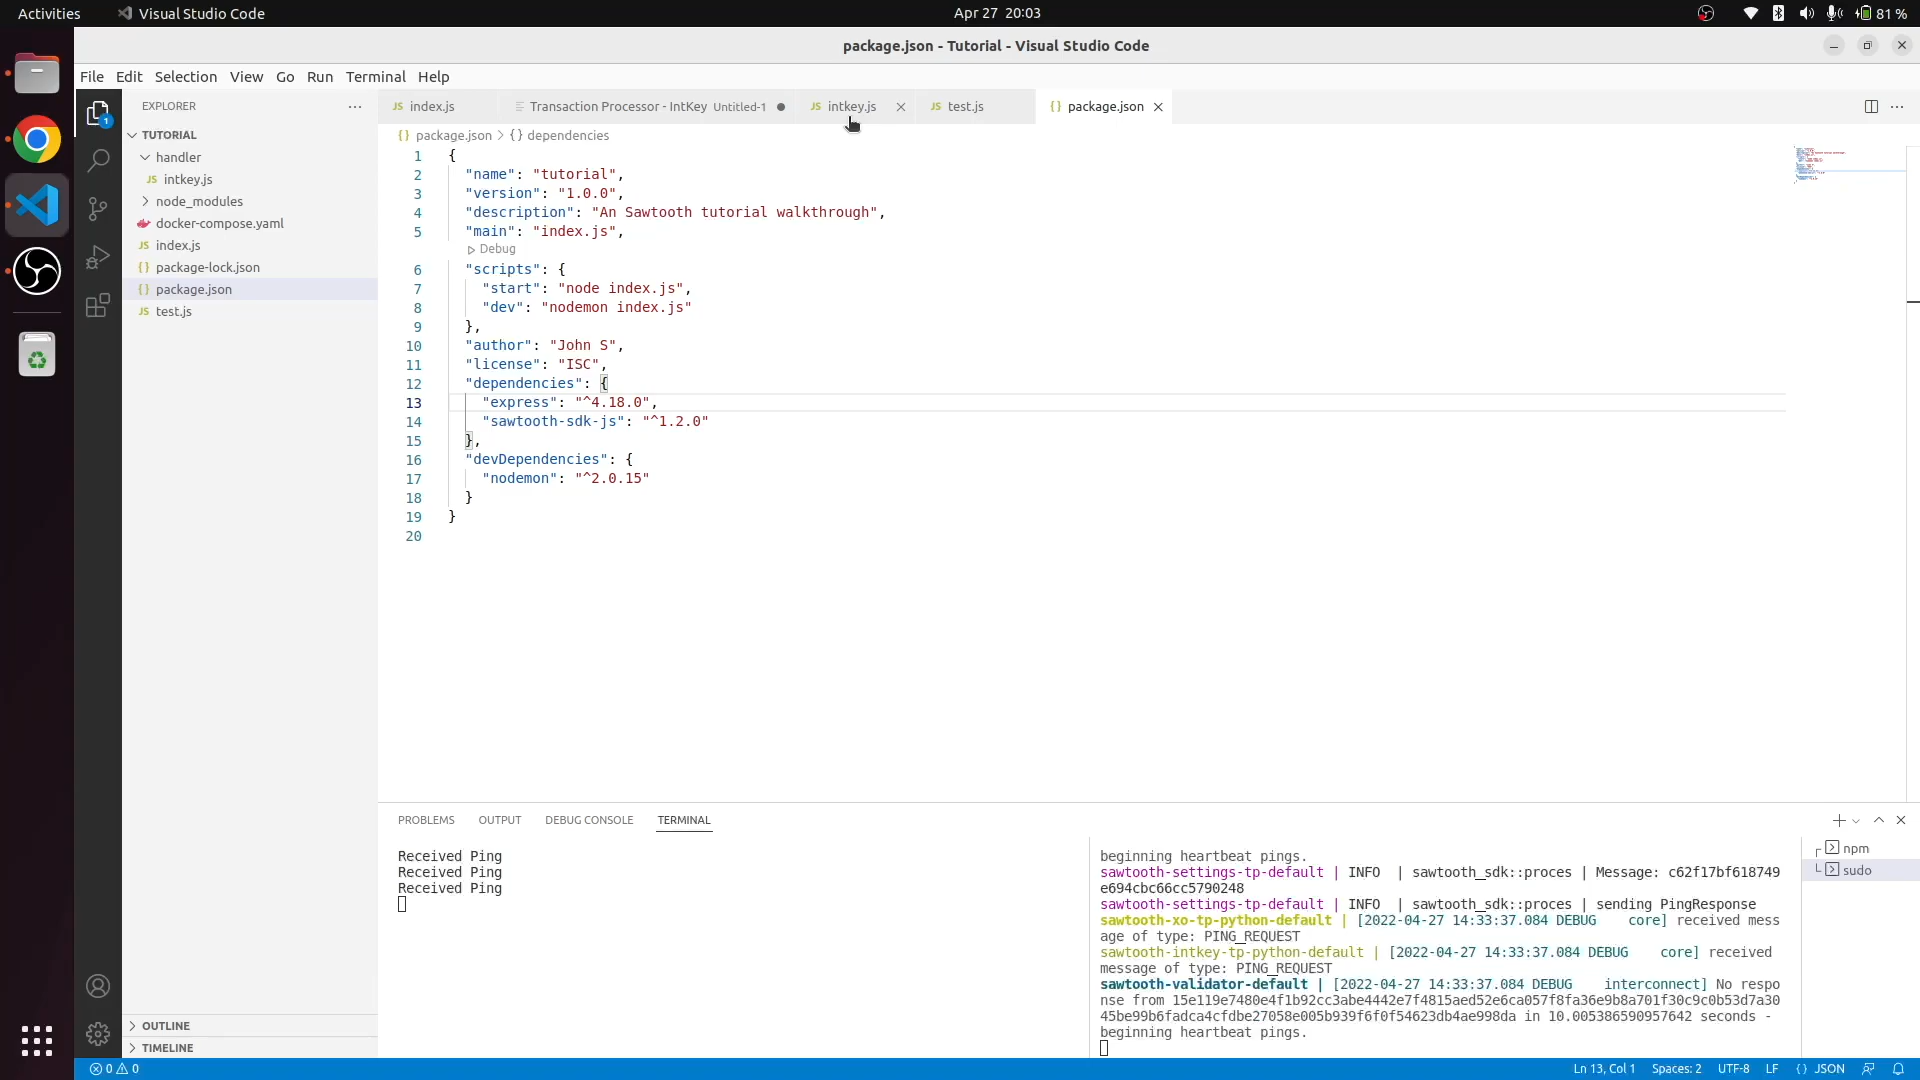 Activities
Visual Studio Code
Apr 27 20:03
81 %
package.json - Tutorial - Visual Studio Code
File Edit Selection View Go Run Terminal Help
EXPLORER
TUTORIAL
handler
JS intkey.js
node_modules
docker-compose.yaml
JS index.js
{} package-lock.json
{} package.json
JS test.js
OUTLINE
TIMELINE
1
JS index.js
Transaction Processor - IntKey Untitled-1
JS intkey.js
JS test.js
{} package.json
{} package.json > {} dependencies
1 {
2 "name": "tutorial",
3 "version": "1.0.0",
4 "description": "An Sawtooth tutorial walkthrough",
5 "main": "index.js",
Debug
6 "scripts": {
7 "start": "node index.js",
8 "dev": "nodemon index.js"
9 },
10 "author": "John S",
11 "license": "ISC",
12 "dependencies": {
13 "express": "^4.18.0",
14 "sawtooth-sdk-js": "^1.2.0"
15 },
16 "devDependencies": {
17 "nodemon": "^2.0.15"
18 }
19 }
20
PROBLEMS OUTPUT DEBUG CONSOLE TERMINAL
Received Ping
Received Ping
Received Ping
beginning heartbeat pings.
sawtooth-settings-tp-default | INFO | sawtooth_sdk::proces | Message: c62f17bf618749
e694cbc66cc5790248
sawtooth-settings-tp-default | INFO | sawtooth_sdk::proces | sending PingResponse
sawtooth-xo-tp-python-default | [2022-04-27 14:33:37.084 DEBUG core] received mess
age of type: PING_REQUEST
sawtooth-intkey-tp-python-default | [2022-04-27 14:33:37.084 DEBUG core] received
message of type: PING_REQUEST
sawtooth-validator-default | [2022-04-27 14:33:37.084 DEBUG interconnect] No respo
nse from 15e119e7480e4f1b92cc3abe4442e7f4815aed52e6ca057f8fa36e9b8a701f30c9c0b53d7a30
45be99b6fadca4cfdbe27058e005b939f6f0f54623db4ae998da in 10.005386590957642 seconds -
beginning heartbeat pings.
npm
sudo
0 0
Ln 13, Col 1
Spaces: 2
UTF-8
LF
{} JSON